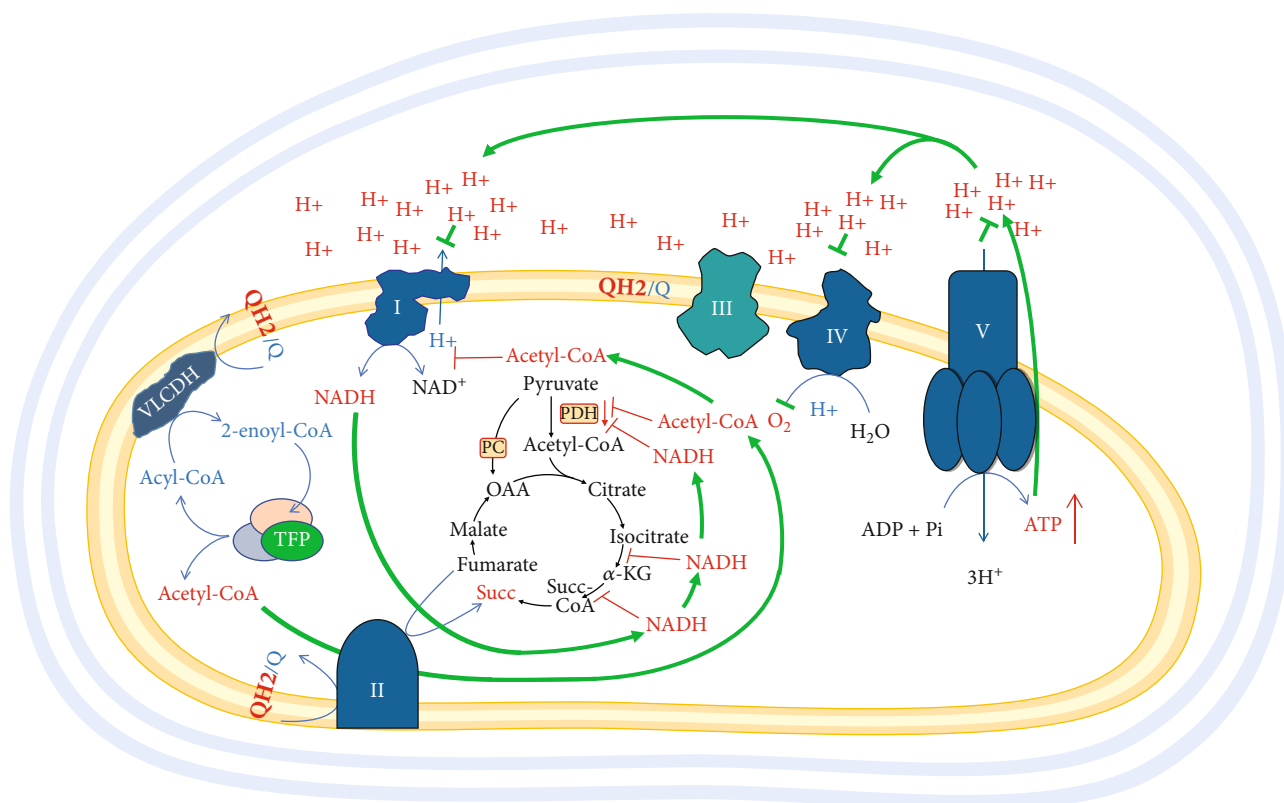 H+ H+ H+ H+ H+
H+ H+ H+ H+ H+ H+
H+ H+ H+ H+
H+ H+ H+ H+ H+
H+ H+ H+
H+ H+ H+
H+ H+ H+
QH2/Q
QH2/Q
I
III
IV
V
H+
VLCDH
Acetyl-CoA
NADH
NAD+
Pyruvate
PDH
Acetyl-CoA
O2
H+
H2O
2-enoyl-CoA
PC
Acetyl-CoA
NADH
Acyl-CoA
OAA
Citrate
TFP
Malate
Isocitrate
ADP + Pi
ATP
Fumarate
NADH
α-KG
3H+
Acetyl-CoA
Succ
Succ-
CoA
NADH
QH2/Q
II